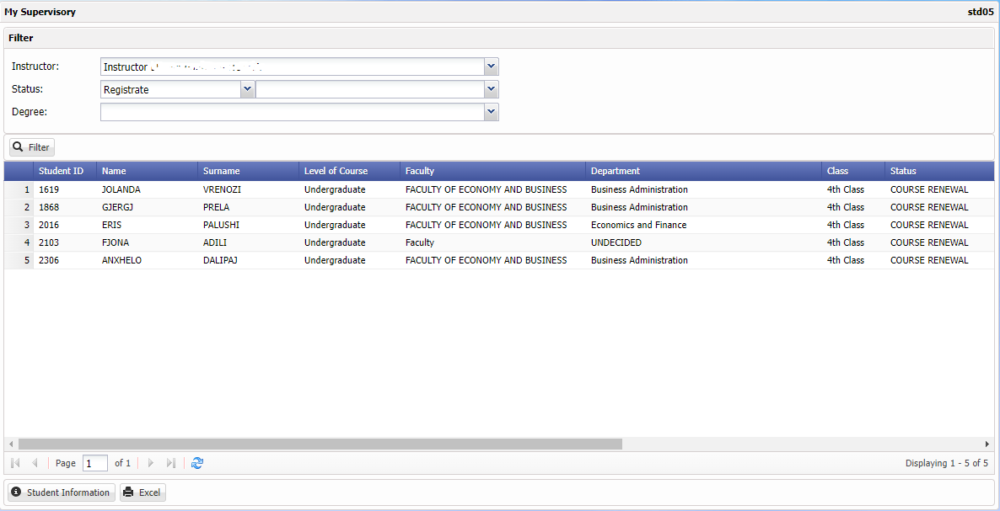 My Supervisory std05
Filter
Instructor: Instructor
Status: Registrate
Degree:
Filter
Student ID Name Surname Level of Course Faculty Department Class Status
1 1619 JOLANDA VRENOZI Undergraduate FACULTY OF ECONOMY AND BUSINESS Business Administration 4th Class COURSE RENEWAL
2 1868 GJERGJ PRELA Undergraduate FACULTY OF ECONOMY AND BUSINESS Business Administration 4th Class COURSE RENEWAL
3 2016 ERIS PALUSHI Undergraduate FACULTY OF ECONOMY AND BUSINESS Economics and Finance 4th Class COURSE RENEWAL
4 2103 FJONA ADILI Undergraduate Faculty UNDECIDED 4th Class COURSE RENEWAL
5 2306 ANXHELO DALIPAJ Undergraduate FACULTY OF ECONOMY AND BUSINESS Business Administration 4th Class COURSE RENEWAL
Page 1 of 1 Displaying 1 - 5 of 5
Student Information Excel